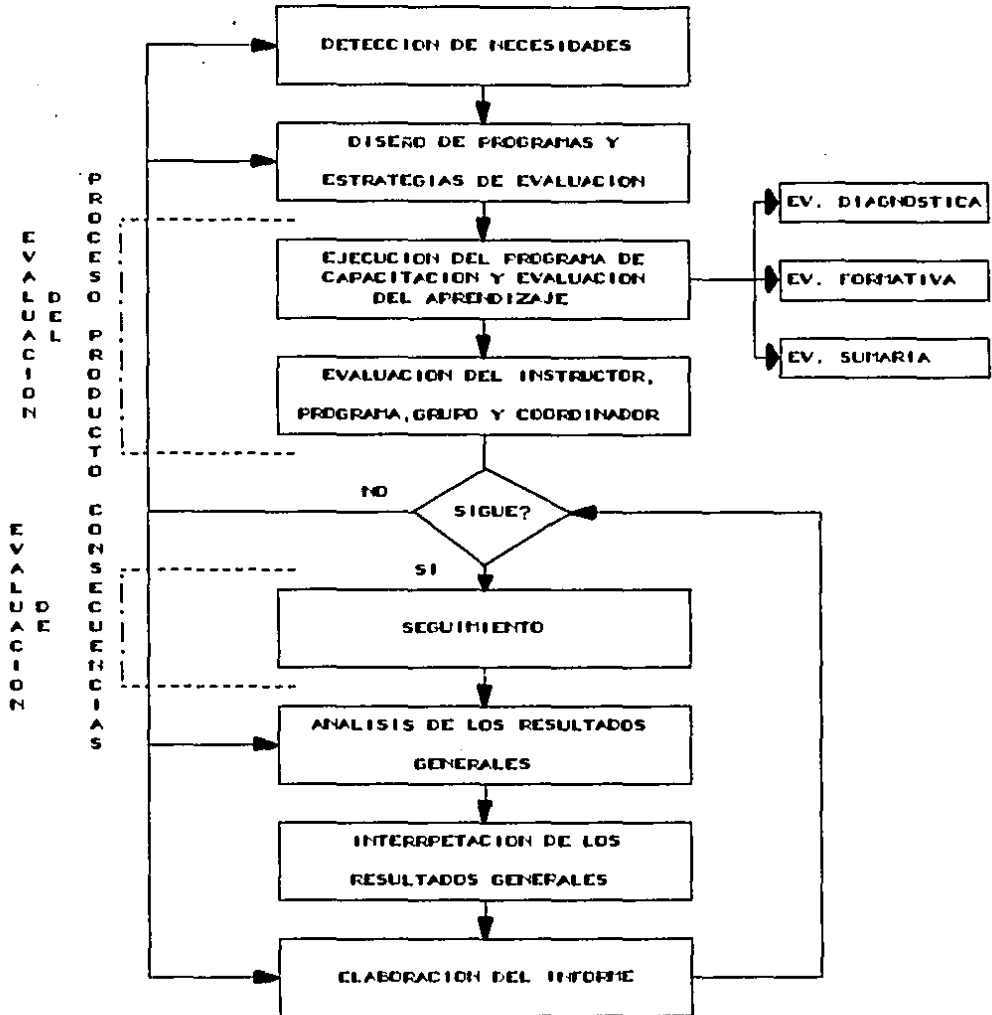 DETECCION DE NECESIDADES
DISEÑO DE PROGRAMAS Y
ESTRATEGIAS DE EVALUACION
EJECUCION DEL PROGRAMA DE
CAPACITACION Y EVALUACION
DEL APRENDIZAJE
EV. DIAGNOSTICA
EV. FORMATIVA
EV. SUMARIA
EVALUACION DEL INSTRUCTOR,
PROGRAMA, GRUPO Y COORDINADOR
NO
SIGUE?
SI
SEGUIMIENTO
ANALISIS DE LOS RESULTADOS
GENERALES
INTERRPETACION DE LOS
RESULTADOS GENERALES
ELABORACION DEL INFORME
EVALUACION
DEL
PROCESO PRODUCTO
EVALUACION
DE
CONSECUENCIAS